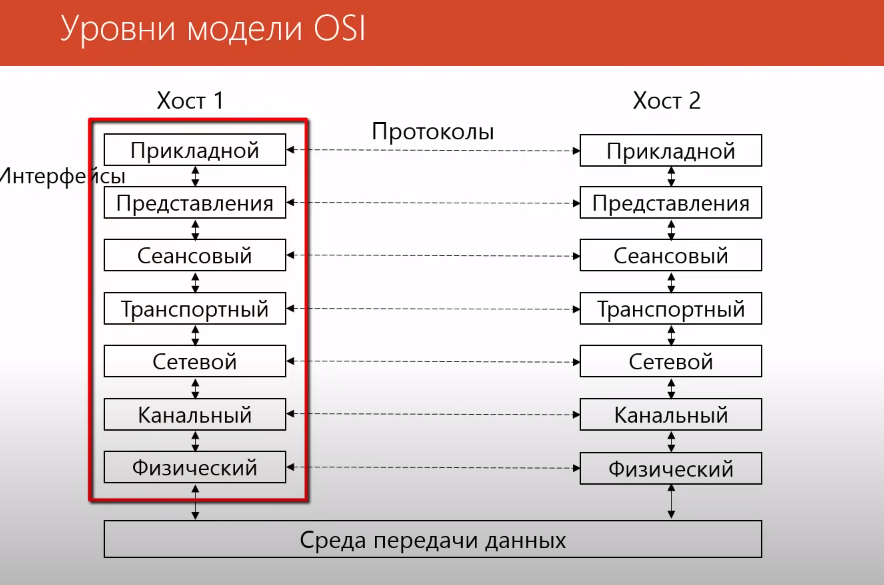 Уровни модели OSI
Хост 1
Хост 2
Протоколы
Прикладной
Прикладной
Интерфейсы
Представления
Представления
Сеансовый
Сеансовый
Транспортный
Транспортный
Сетевой
Сетевой
Канальный
Канальный
Физический
Физический
Среда передачи данных